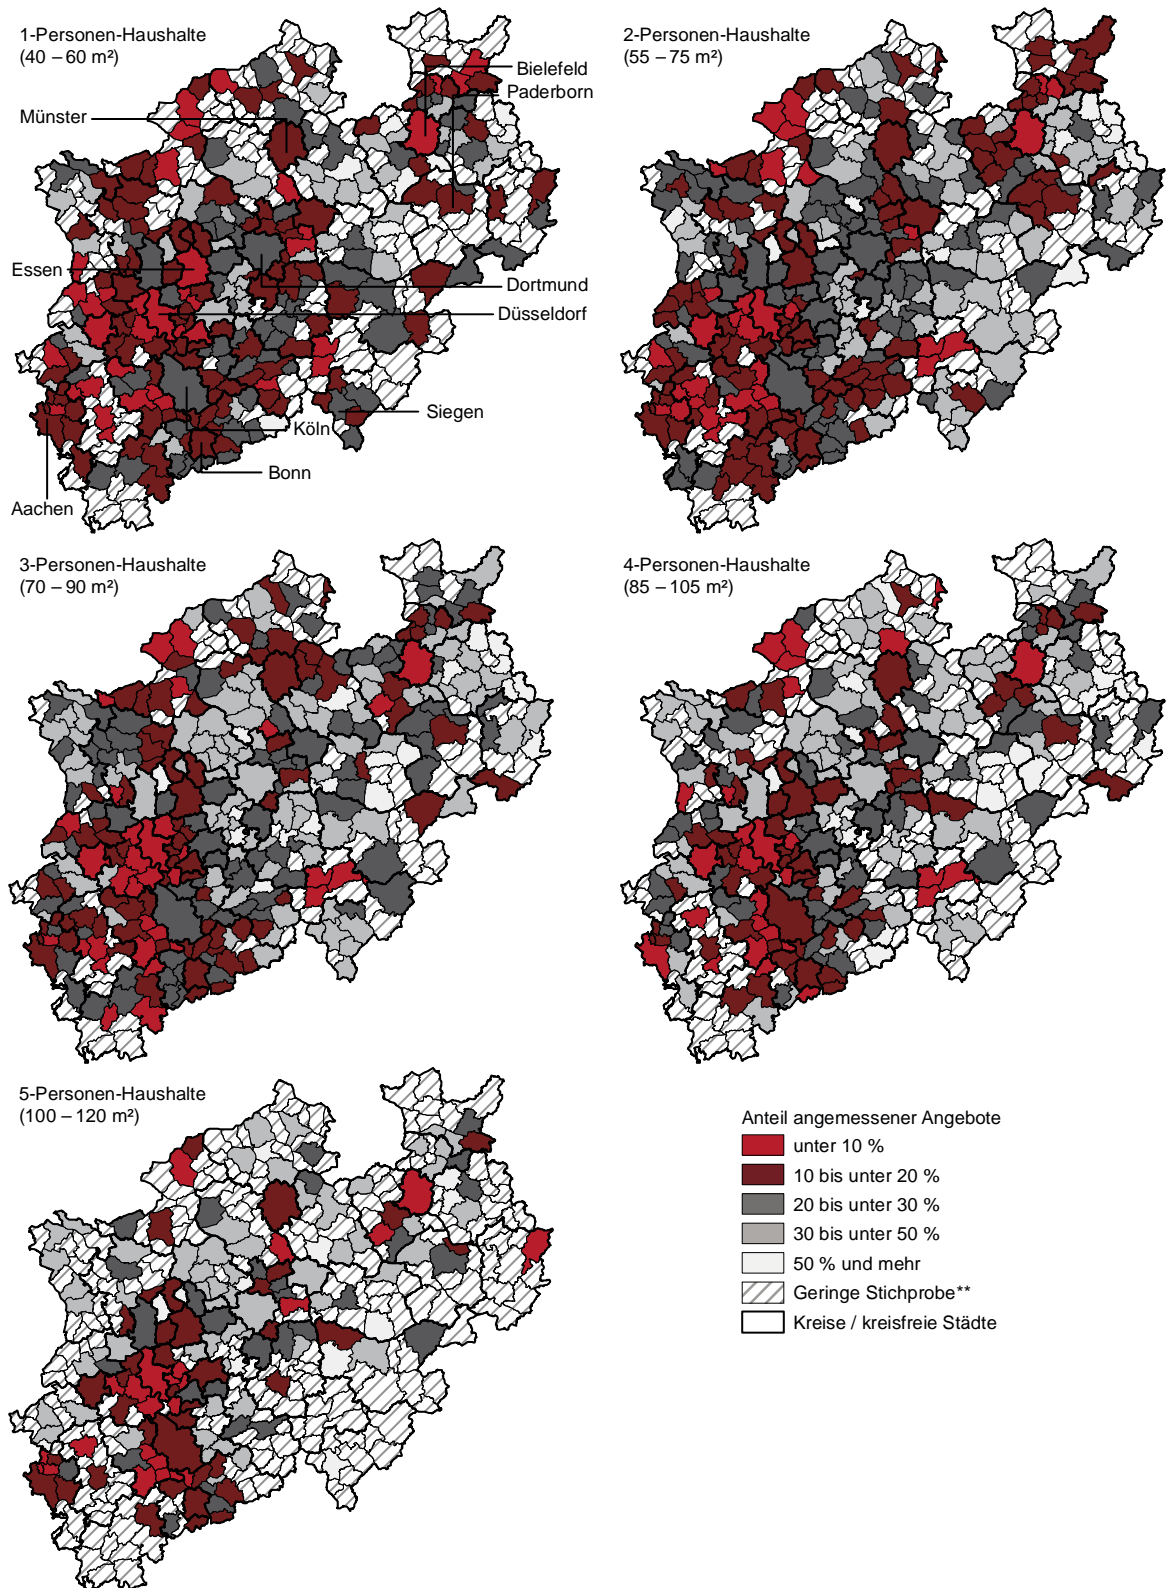 1-Personen-Haushalte
(40 – 60 m²)
2-Personen-Haushalte
(55 – 75 m²)
Bielefeld
Paderborn
Münster
Essen
Dortmund
Düsseldorf
Siegen
Köln
Bonn
Aachen
3-Personen-Haushalte
(70 – 90 m²)
4-Personen-Haushalte
(85 – 105 m²)
5-Personen-Haushalte
(100 – 120 m²)
Anteil angemessener Angebote
unter 10 %
10 bis unter 20 %
20 bis unter 30 %
30 bis unter 50 %
50 % und mehr
Geringe Stichprobe**
Kreise / kreisfreie Städte